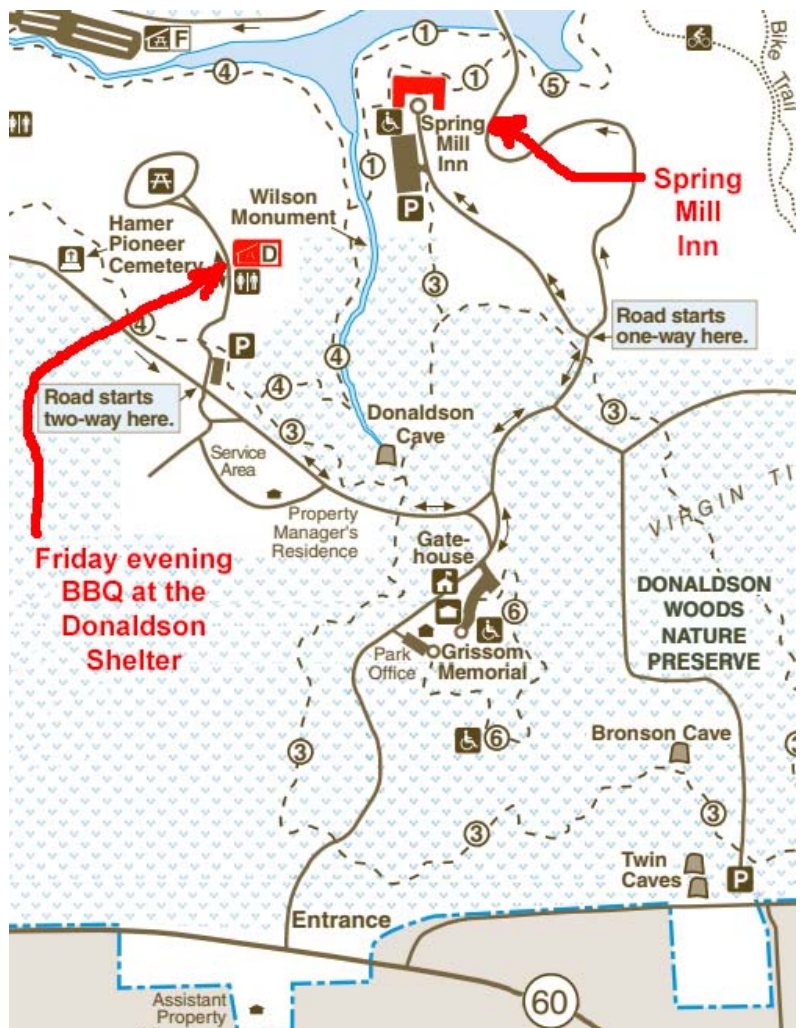 F
4
1
1
5
Bike
Trail
Spring
Mill
Inn
1
P
Spring
Mill
Inn
Wilson
Monument
Hamer
Pioneer
Cemetery
D
3
4
P
4
Road starts
one-way here.
Road starts
two-way here.
4
3
3
Donaldson
Cave
Service
Area
Property
Manager's
Residence
VIRGIN TI
Gate-
house
Friday evening
BBQ at the
Donaldson
Shelter
DONALDSON
WOODS
NATURE
PRESERVE
6
Park
Office
Grissom
Memorial
6
3
Bronson Cave
3
3
3
Twin
Caves
P
Entrance
60
Assistant
Property